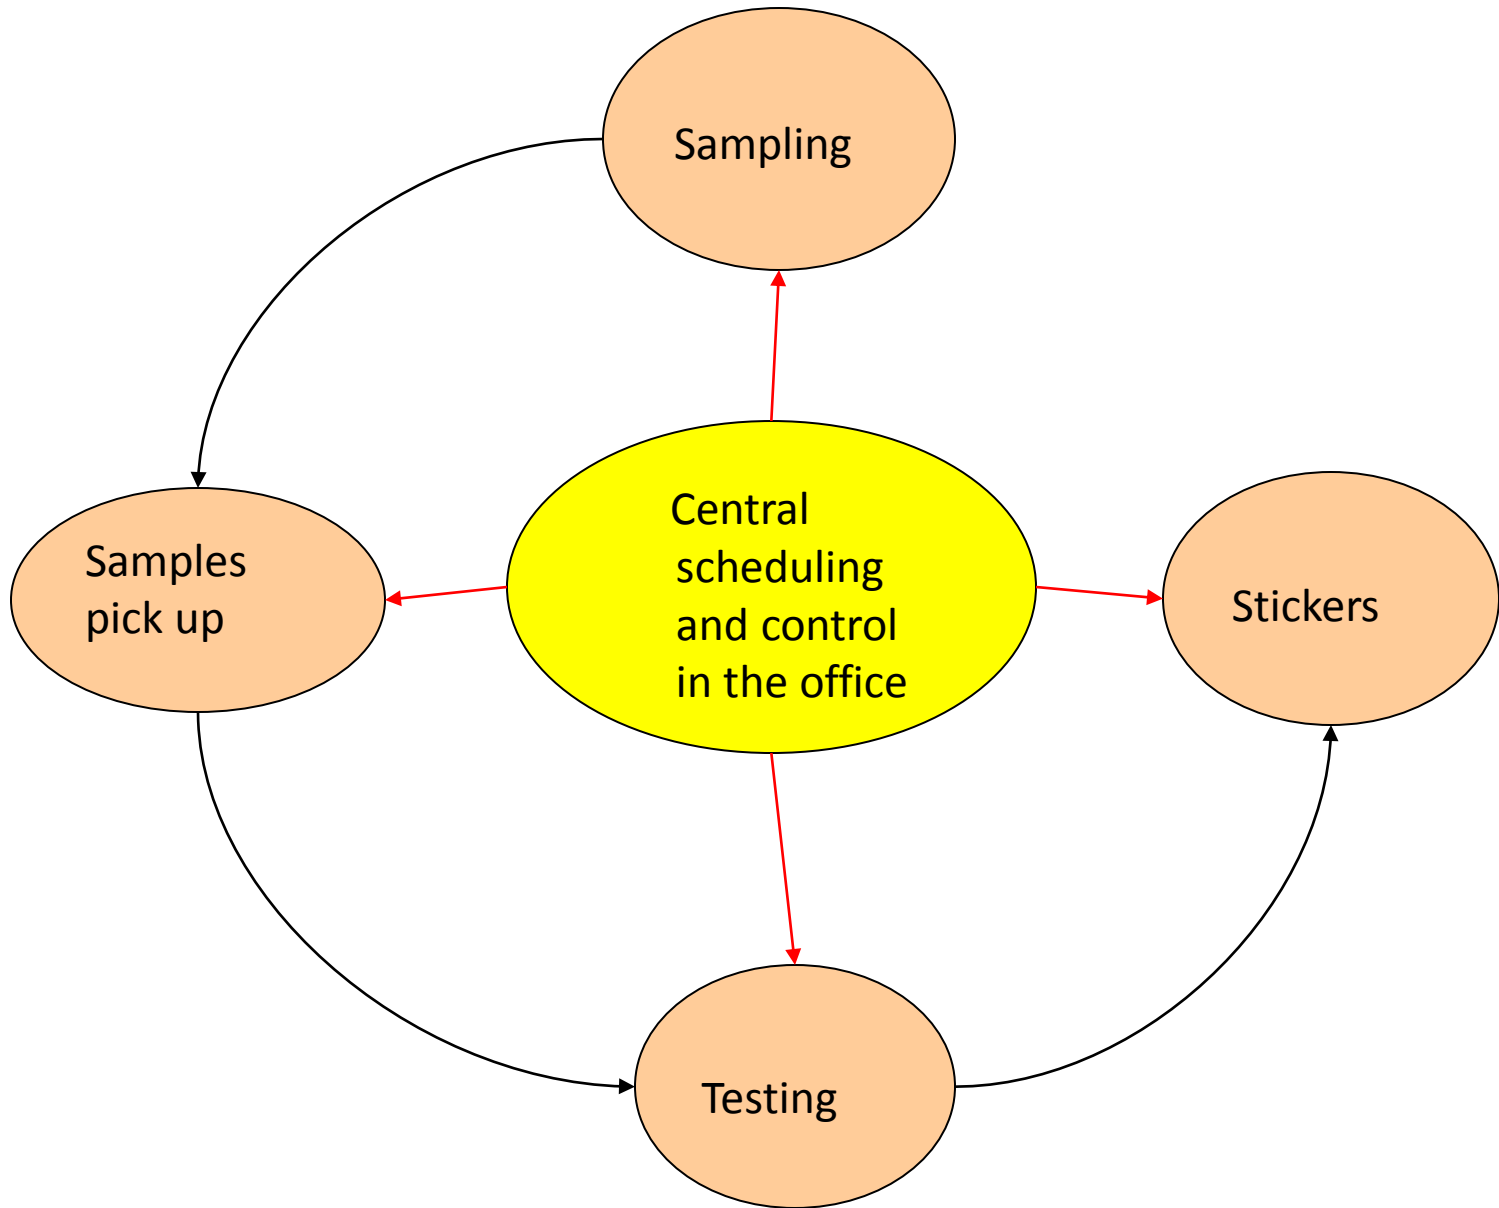 Sampling
Samples
pick up
Central
scheduling
and control
in the office
Stickers
Testing